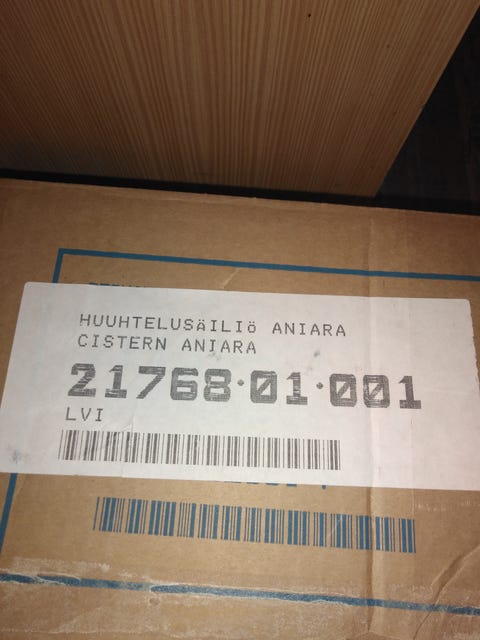 HUUHTELUSäILIö ANIARA
CISTERN ANIARA
21768·01·001
LVI